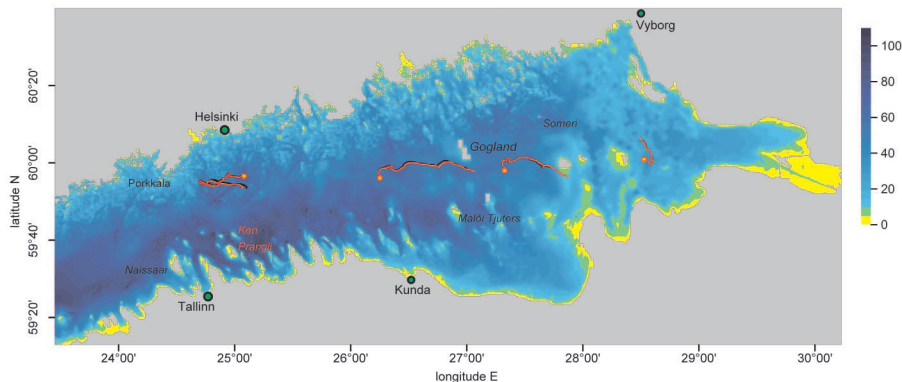 Vyborg
100
80
60
40
20
0
60°20'
60°00'
59°40'
59°20'
latitude N
Helsinki
Someri
Gogland
Porkkala
Malõi Tjuters
Keri
Prangli
Naissaar
Kunda
Tallinn
24°00'
25°00'
26°00'
27°00'
28°00'
29°00'
30°00'
longitude E